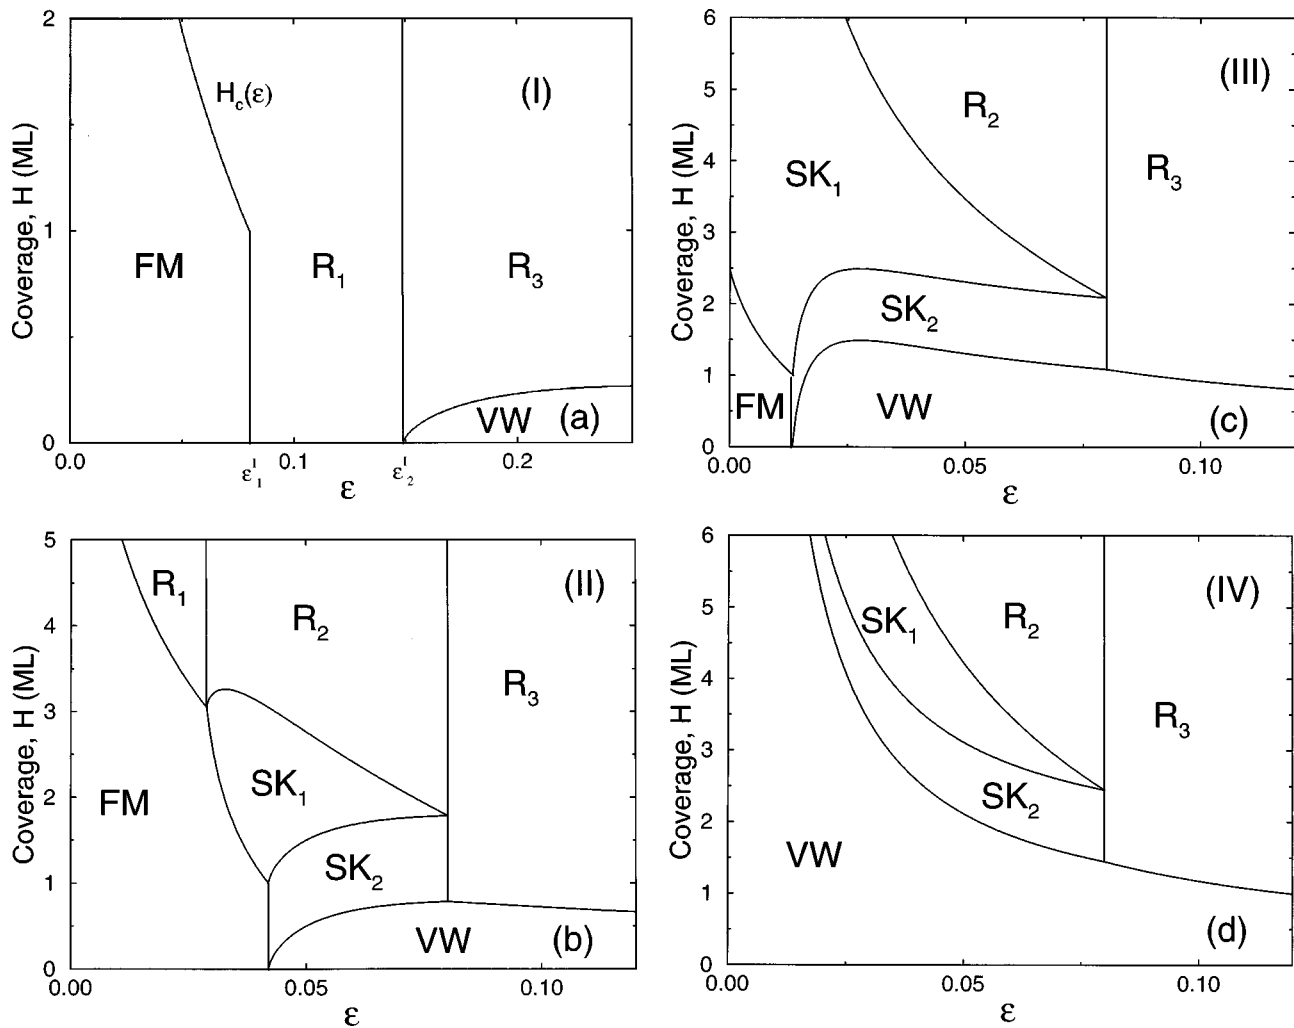 2
1
0
Coverage, H (ML)
H_c(ε)
(I)
FM
R_1
R_3
VW
(a)
0.0
ε_1^I
0.1
ε_2^I
0.2
ε
6
5
4
3
2
1
0
Coverage, H (ML)
(III)
R_2
SK_1
R_3
SK_2
FM
VW
(c)
0.00
0.05
0.10
ε
5
4
3
2
1
0
Coverage, H (ML)
R_1
(II)
R_2
R_3
SK_1
FM
SK_2
VW
(b)
0.00
0.05
0.10
ε
6
5
4
3
2
1
0
Coverage, H (ML)
(IV)
SK_1
R_2
R_3
SK_2
VW
(d)
0.00
0.05
0.10
ε